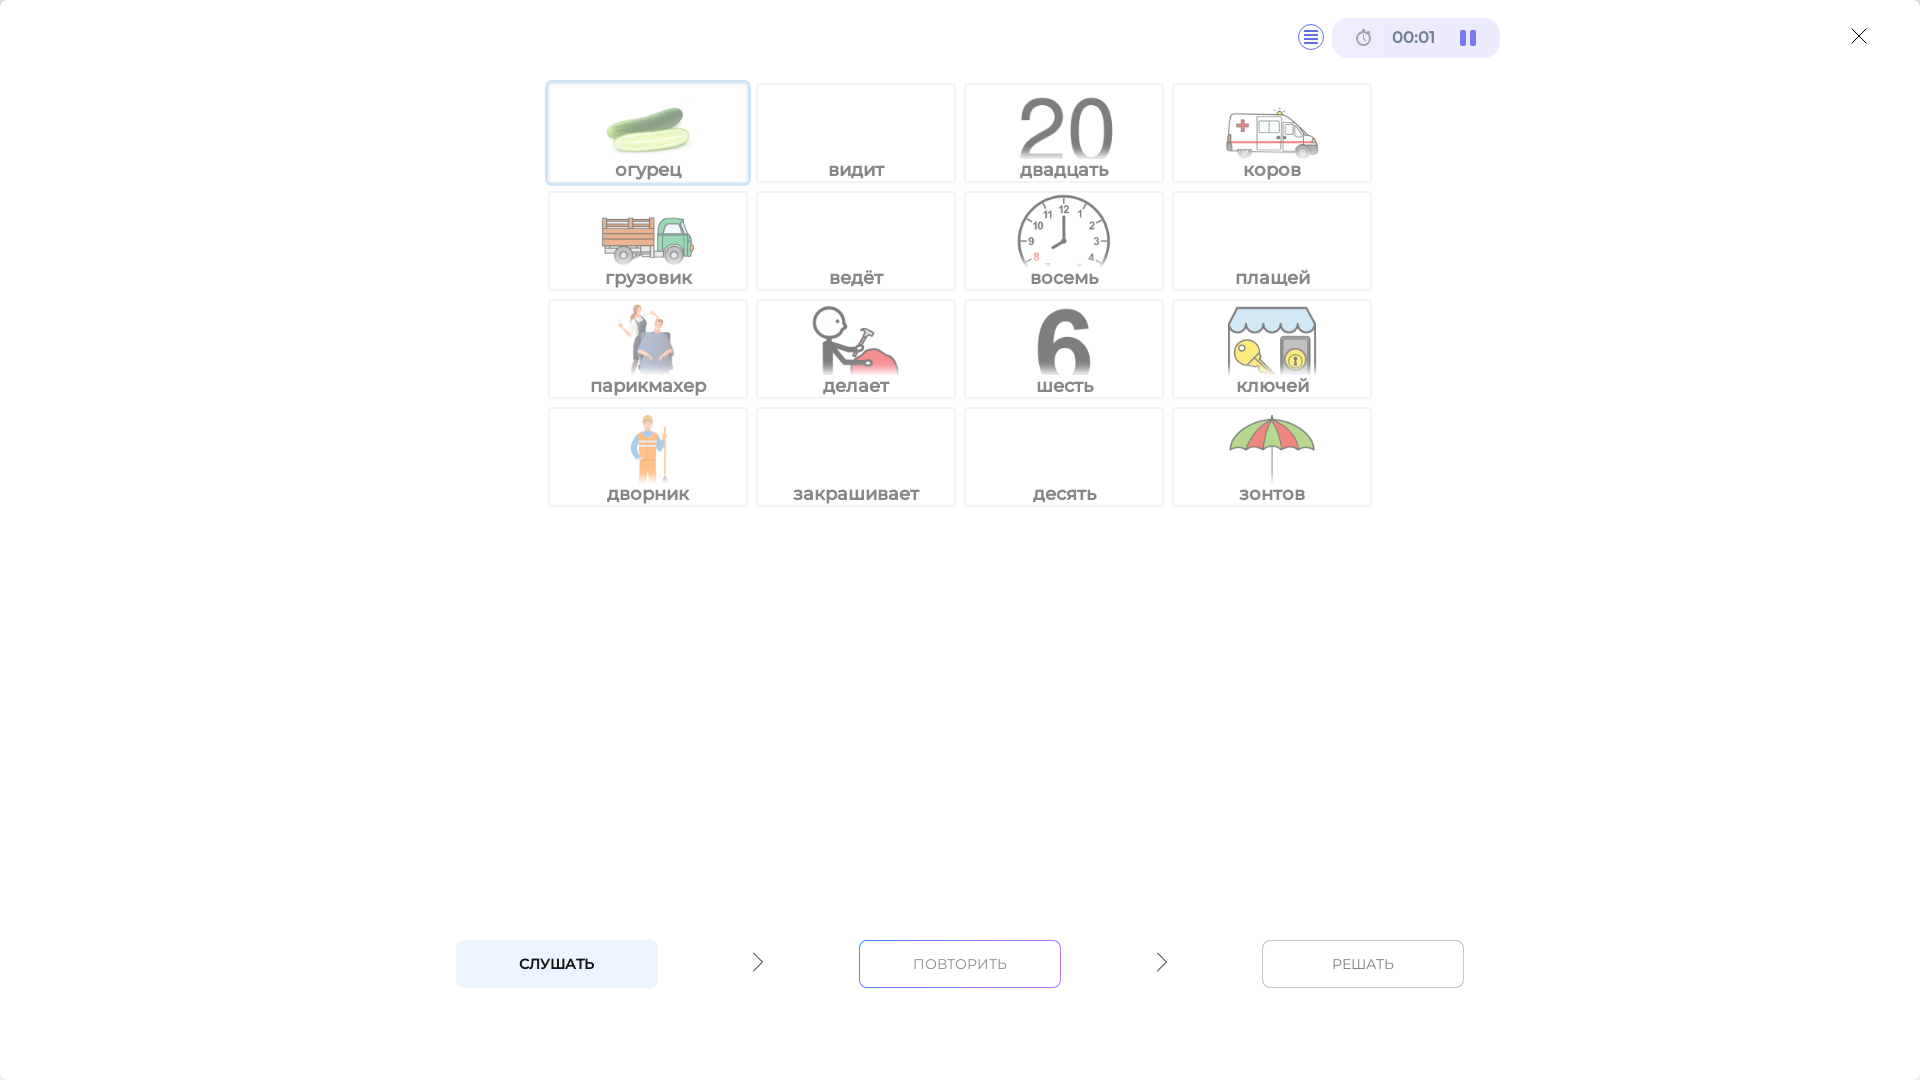 00:01
огурец
видит
20
двадцать
коров
грузовик
ведёт
12
11
1
10
2
9
3
8
4
восемь
плащей
парикмахер
делает
6
шесть
ключей
дворник
закрашивает
десять
зонтов
СЛУШАТЬ
ПОВТОРИТЬ
РЕШАТЬ